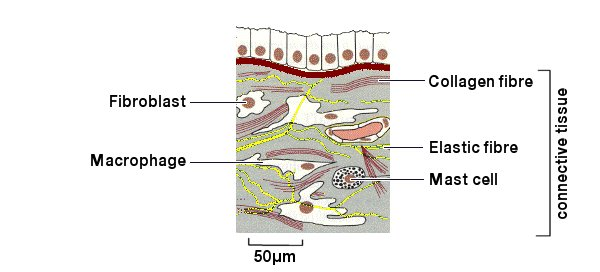 Collagen fibre
Fibroblast
Elastic fibre
Macrophage
Mast cell
connective tissue
50µm